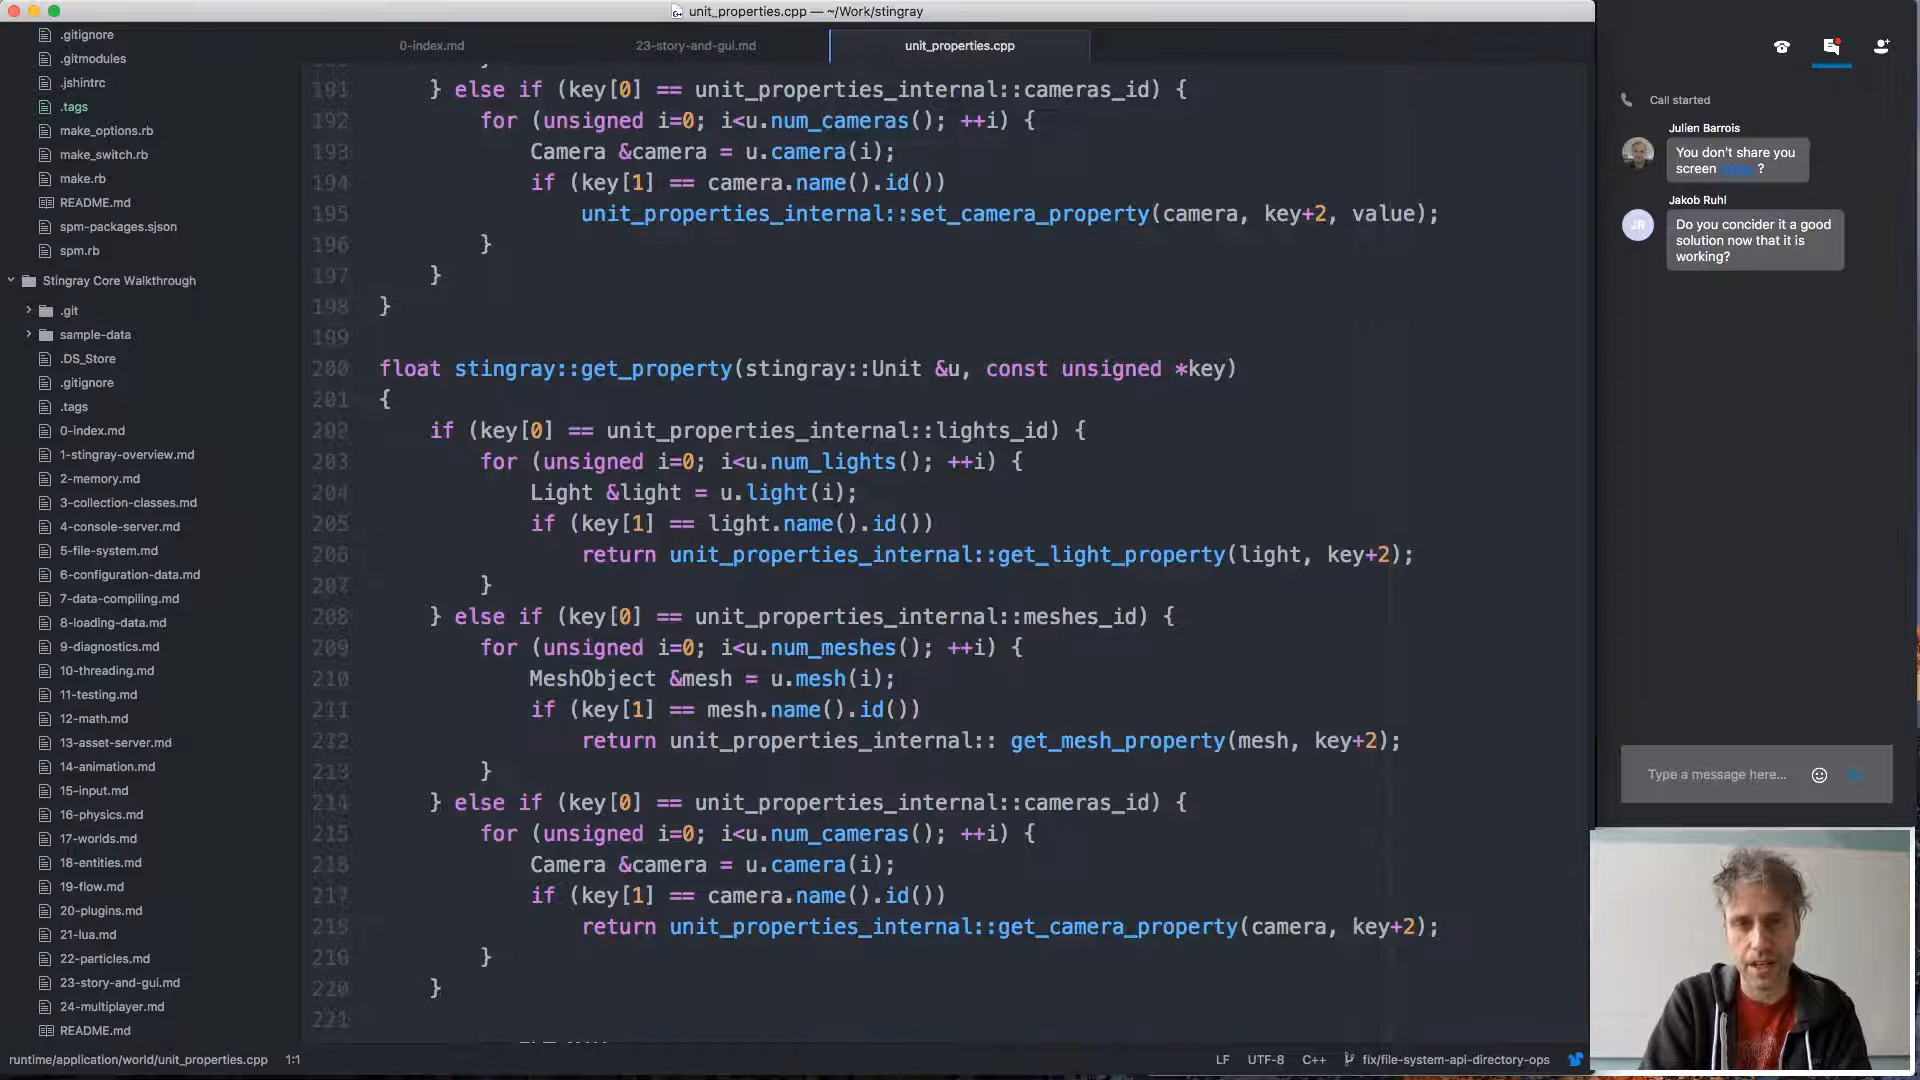 unit_properties.cpp — ~/Work/stingray
.gitignore
.gitmodules
.jshintrc
.tags
make_options.rb
make_switch.rb
make.rb
README.md
spm-packages.sjson
spm.rb
Stingray Core Walkthrough
.git
sample-data
.DS_Store
.gitignore
.tags
0-index.md
1-stingray-overview.md
2-memory.md
3-collection-classes.md
4-console-server.md
5-file-system.md
6-configuration-data.md
7-data-compiling.md
8-loading-data.md
9-diagnostics.md
10-threading.md
11-testing.md
12-math.md
13-asset-server.md
14-animation.md
15-input.md
16-physics.md
17-worlds.md
18-entities.md
19-flow.md
20-plugins.md
21-lua.md
22-particles.md
23-story-and-gui.md
24-multiplayer.md
README.md
0-index.md 23-story-and-gui.md unit_properties.cpp
} else if (key[0] == unit_properties_internal::cameras_id) {
192 for (unsigned i=0; i<u.num_cameras(); ++i) {
193 Camera &camera = u.camera(i);
194 if (key[1] == camera.name().id())
195 unit_properties_internal::set_camera_property(camera, key+2, value);
196 }
197 }
198 }
199
200 float stingray::get_property(stingray::Unit &u, const unsigned *key)
201 {
202 if (key[0] == unit_properties_internal::lights_id) {
203 for (unsigned i=0; i<u.num_lights(); ++i) {
204 Light &light = u.light(i);
205 if (key[1] == light.name().id())
206 return unit_properties_internal::get_light_property(light, key+2);
207 }
208 } else if (key[0] == unit_properties_internal::meshes_id) {
209 for (unsigned i=0; i<u.num_meshes(); ++i) {
210 MeshObject &mesh = u.mesh(i);
211 if (key[1] == mesh.name().id())
212 return unit_properties_internal:: get_mesh_property(mesh, key+2);
213 }
214 } else if (key[0] == unit_properties_internal::cameras_id) {
215 for (unsigned i=0; i<u.num_cameras(); ++i) {
Camera &camera = u.camera(i);
217 if (key[1] == camera.name().id())
return unit_properties_internal::get_camera_property(camera, key+2);
}
220 }
221
runtime/application/world/unit_properties.cpp 1:1 LF UTF-8 C++ fix/file-system-api-directory-ops
Call started
Julien Barrois
You don't share you
screen ?
Jakob Ruhl
JR
Do you concider it a good
solution now that it is
working?
Type a message here...